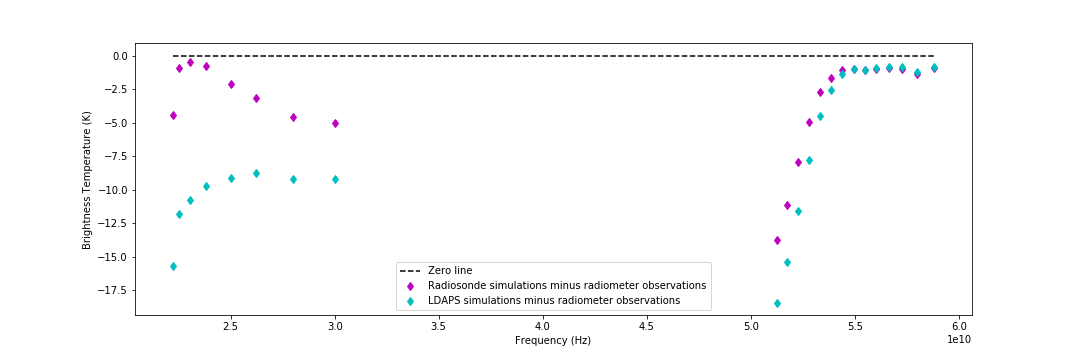 0.0
−2.5
−5.0
−7.5
−10.0
−12.5
−15.0
−17.5
Brightness Temperature (K)
Zero line
Radiosonde simulations minus radiometer observations
LDAPS simulations minus radiometer observations
2.5 3.0 3.5 4.0 4.5 5.0 5.5 6.0
1e10
Frequency (Hz)